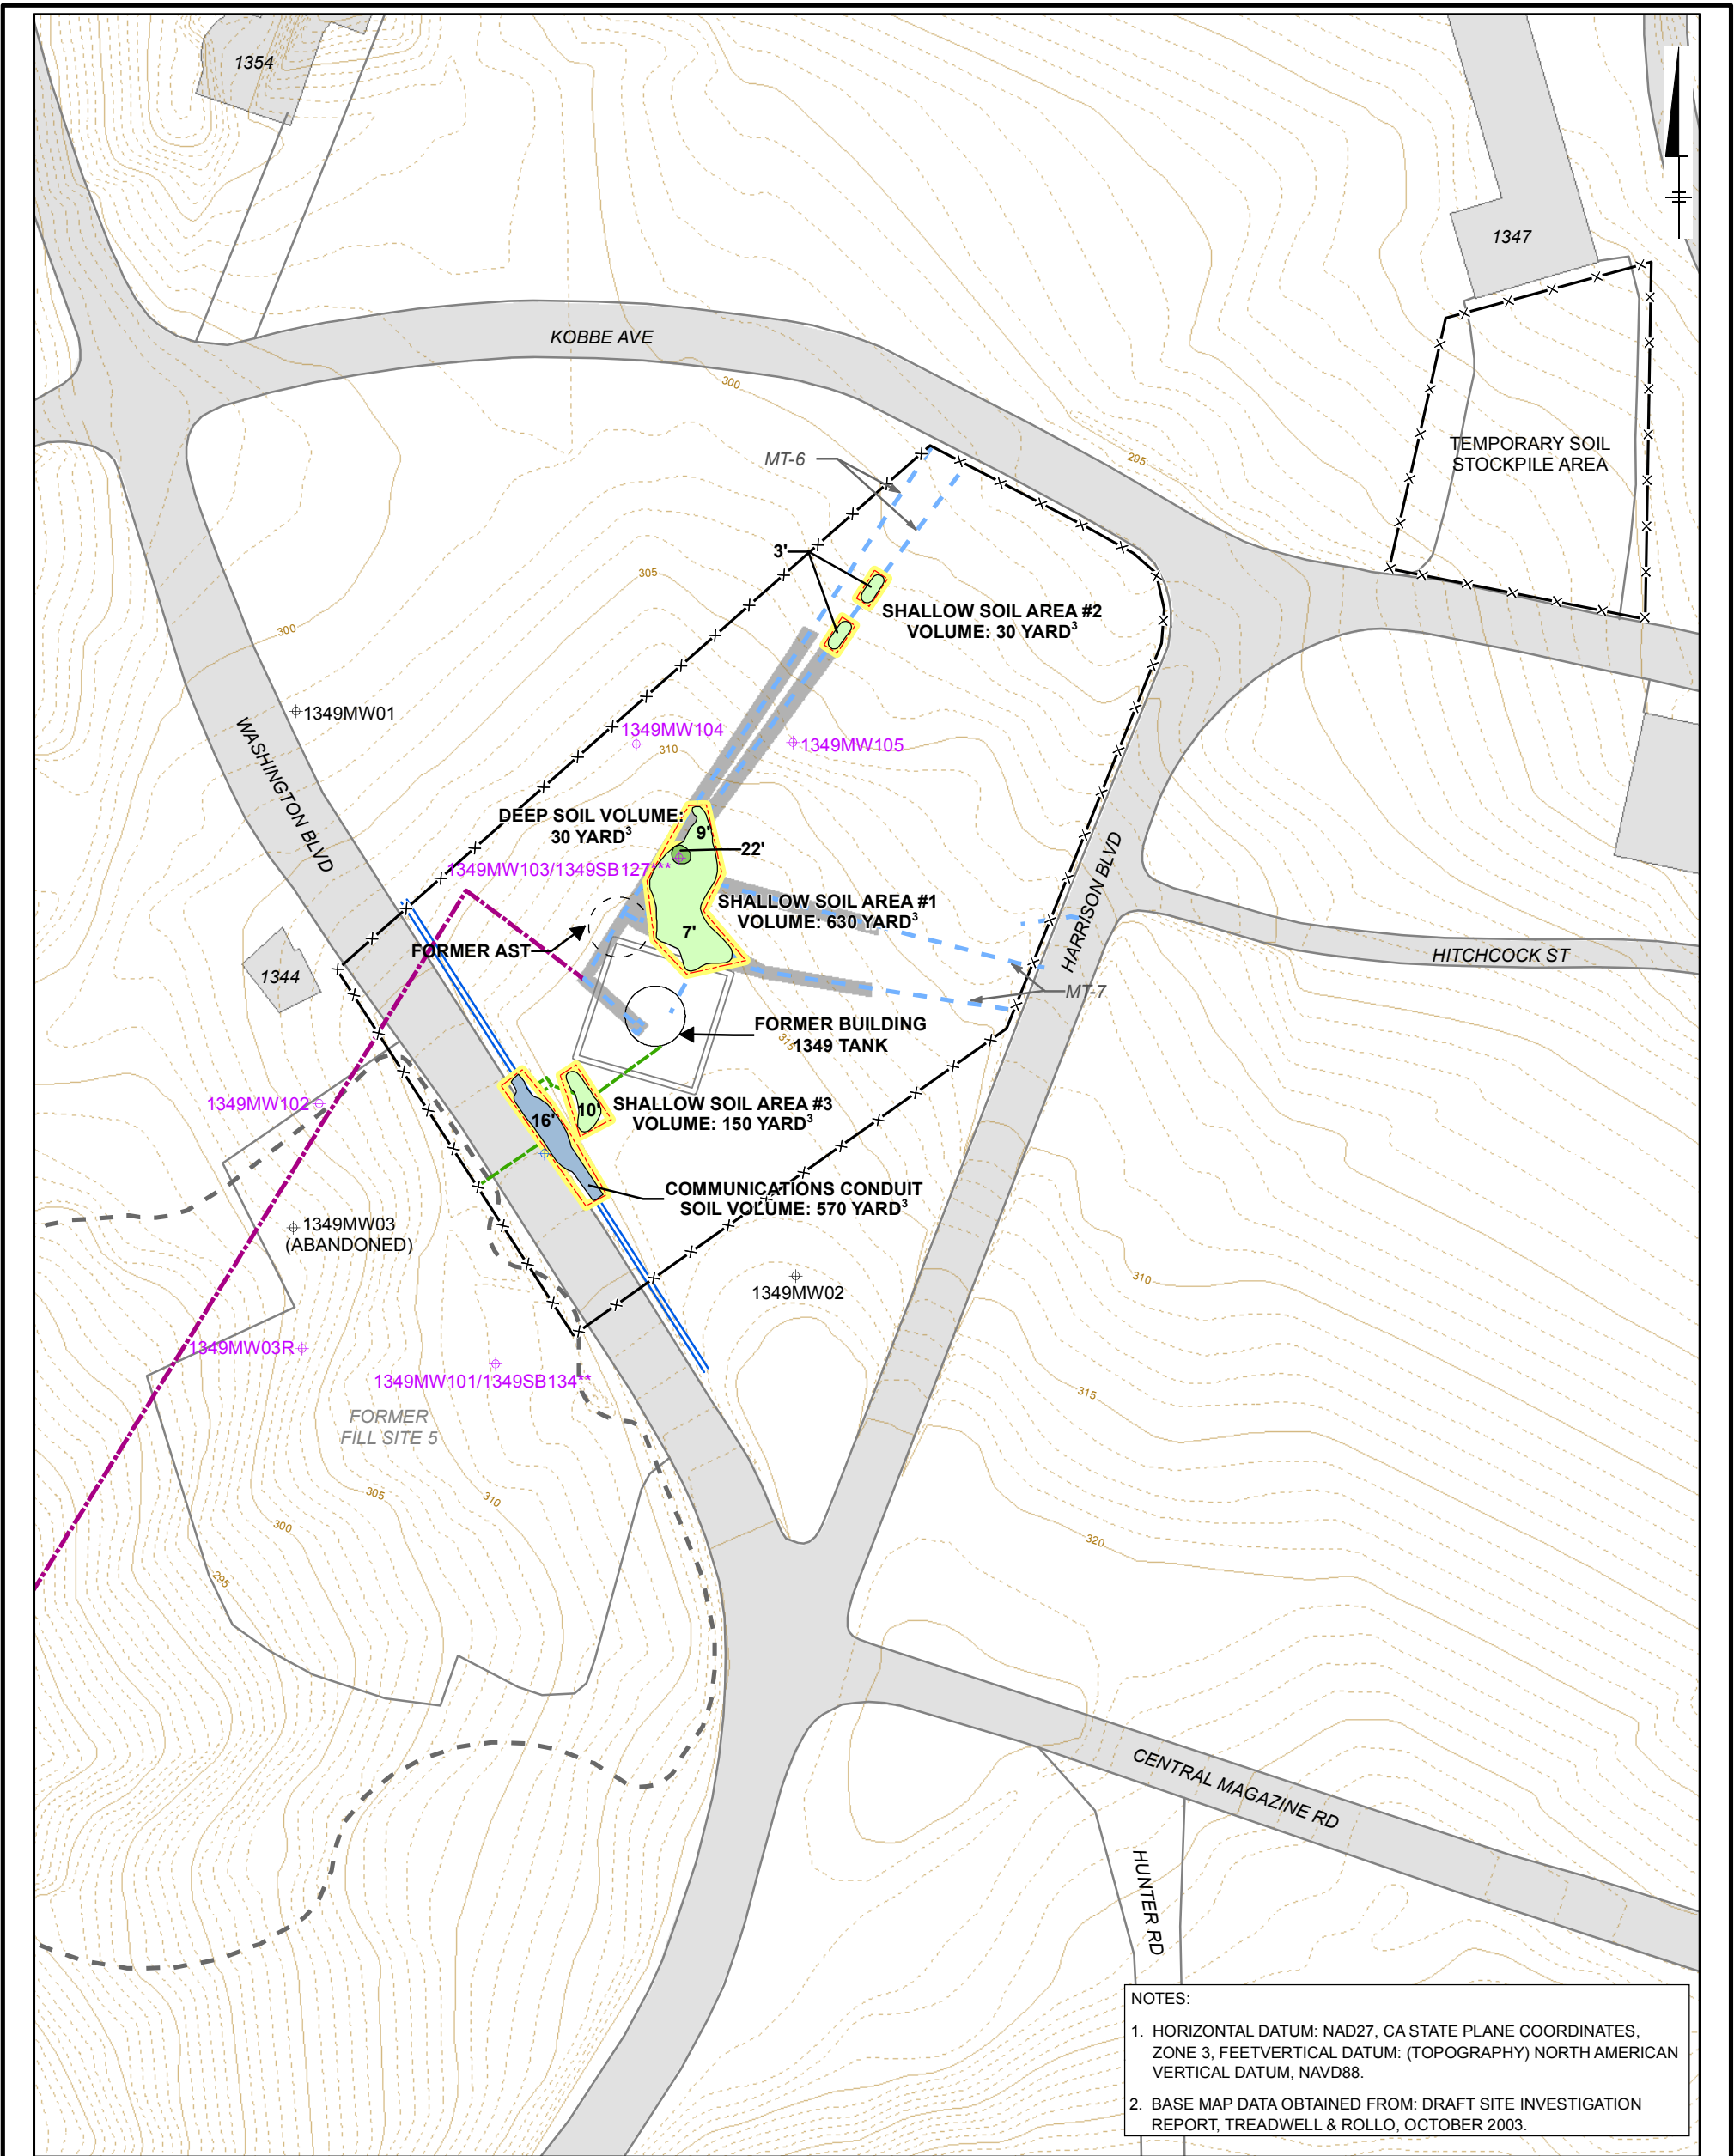 1354
1347
KOBBE AVE
300
295
TEMPORARY SOIL
STOCKPILE AREA
MT-6
3'
305
SHALLOW SOIL AREA #2
VOLUME: 30 YARD³
300
1349MW01
WASHINGTON BLVD
1349MW104
310
1349MW105
DEEP SOIL VOLUME:
30 YARD³
9'
22'
1349MW103/1349SB127***
HARRISON BLVD
SHALLOW SOIL AREA #1
VOLUME: 630 YARD³
7'
FORMER AST
1344
HITCHCOCK ST
MT-7
FORMER BUILDING
1349 TANK
315
1349MW102
16'
10'
SHALLOW SOIL AREA #3
VOLUME: 150 YARD³
COMMUNICATIONS CONDUIT
SOIL VOLUME: 570 YARD³
1349MW03
(ABANDONED)
1349MW02
310
1349MW03R
1349MW101/1349SB134**
315
FORMER
FILL SITE 5
305
310
300
320
295
CENTRAL MAGAZINE RD
HUNTER RD
NOTES:
1. HORIZONTAL DATUM: NAD27, CA STATE PLANE COORDINATES,
ZONE 3, FEETVERTICAL DATUM: (TOPOGRAPHY) NORTH AMERICAN
VERTICAL DATUM, NAVD88.
2. BASE MAP DATA OBTAINED FROM: DRAFT SITE INVESTIGATION
REPORT, TREADWELL & ROLLO, OCTOBER 2003.